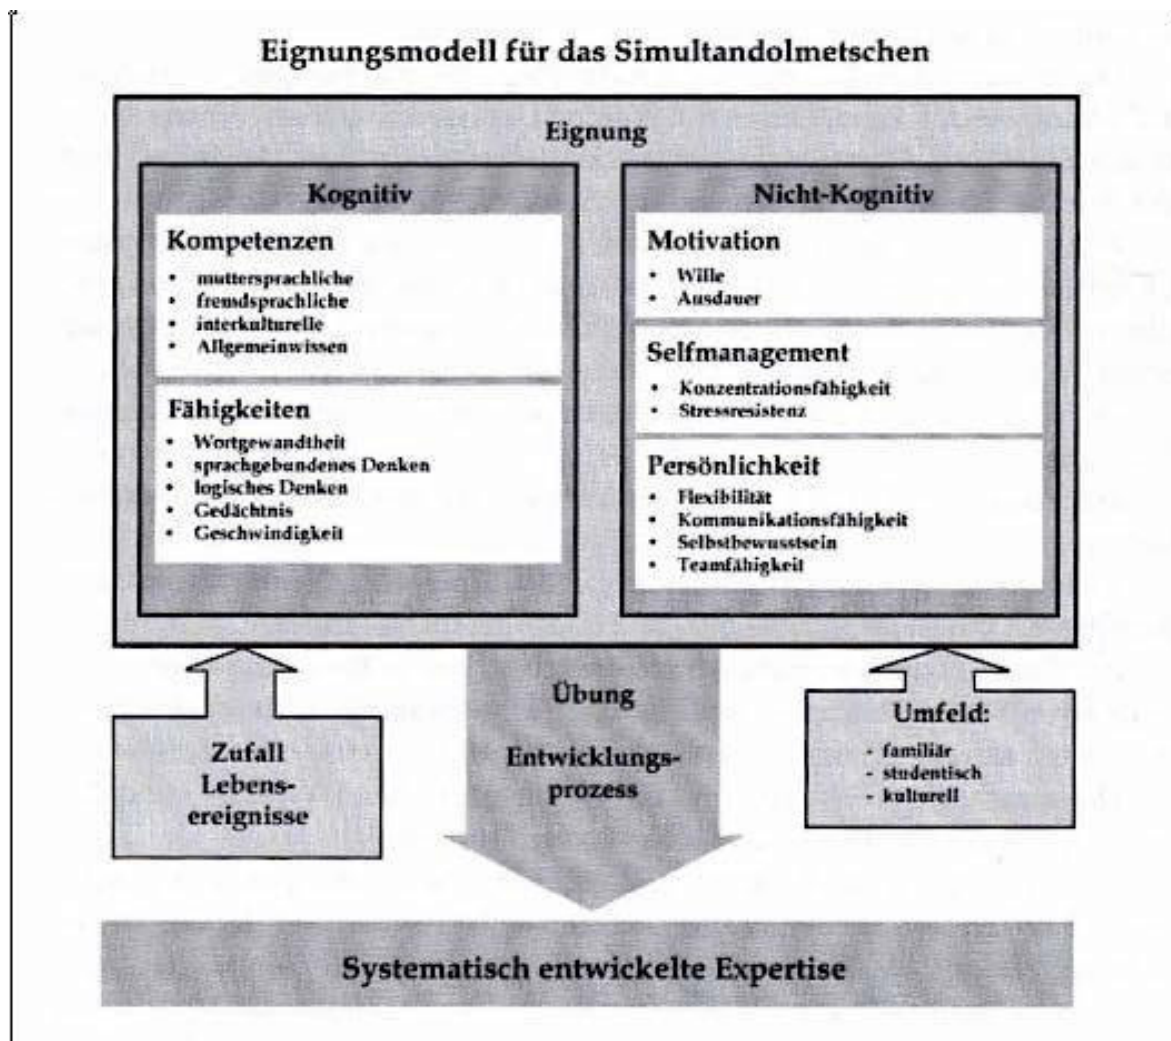 Eignungsmodell für das Simultandolmetschen
Eignung
Kognitiv
Kompetenzen
• muttersprachliche
• fremdsprachliche
• interkulturelle
• Allgemeinwissen
Fähigkeiten
• Wortgewandtheit
• sprachgebundenes Denken
• logisches Denken
• Gedächtnis
• Geschwindigkeit
Nicht-Kognitiv
Motivation
• Wille
• Ausdauer
Selfmanagement
• Konzentrationsfähigkeit
• Stressresistenz
Persönlichkeit
• Flexibilität
• Kommunikationsfähigkeit
• Selbstbewusstsein
• Teamfähigkeit
Zufall
Lebens-
ereignisse
Übung
Entwicklungs-
prozess
Umfeld:
- familiär
- studentisch
- kulturell
Systematisch entwickelte Expertise